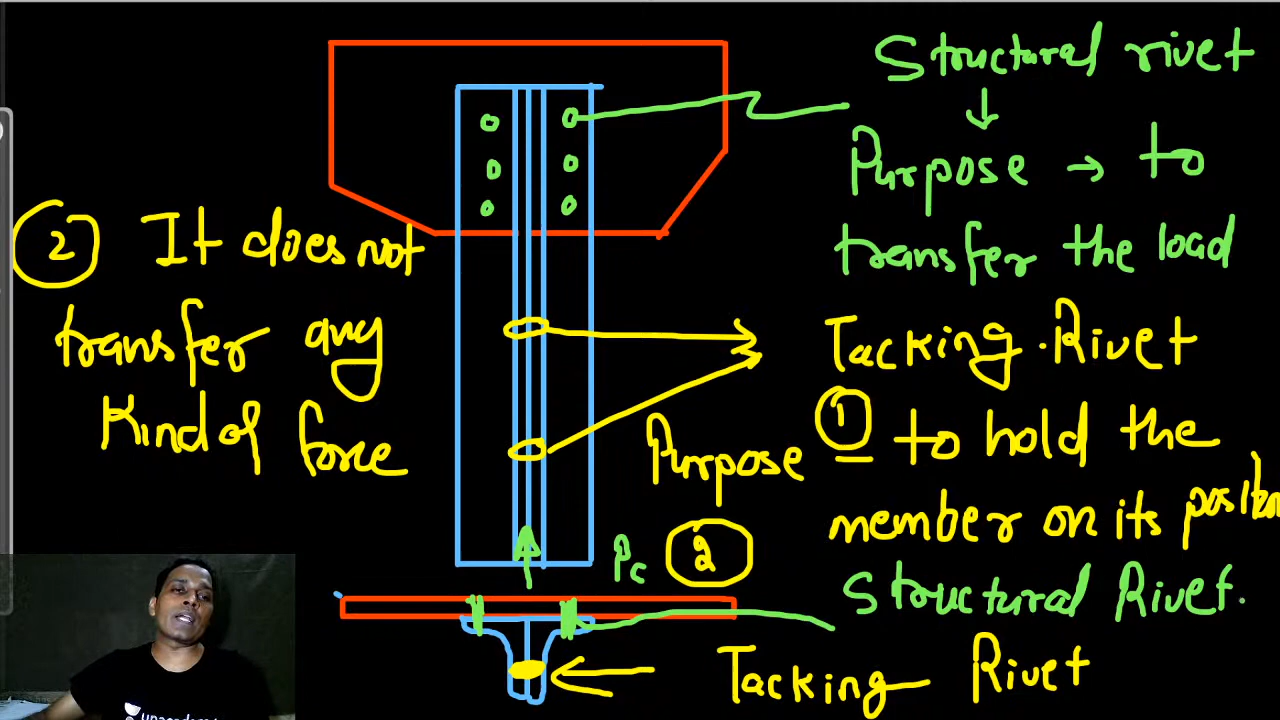 Structural rivet
Purpose → to
transfer the load
Tacking Rivet
Purpose
① to hold the
member on its position
② It does not
transfer any
Kind of force
Pc
②
Structural Rivet.
Tacking Rivet